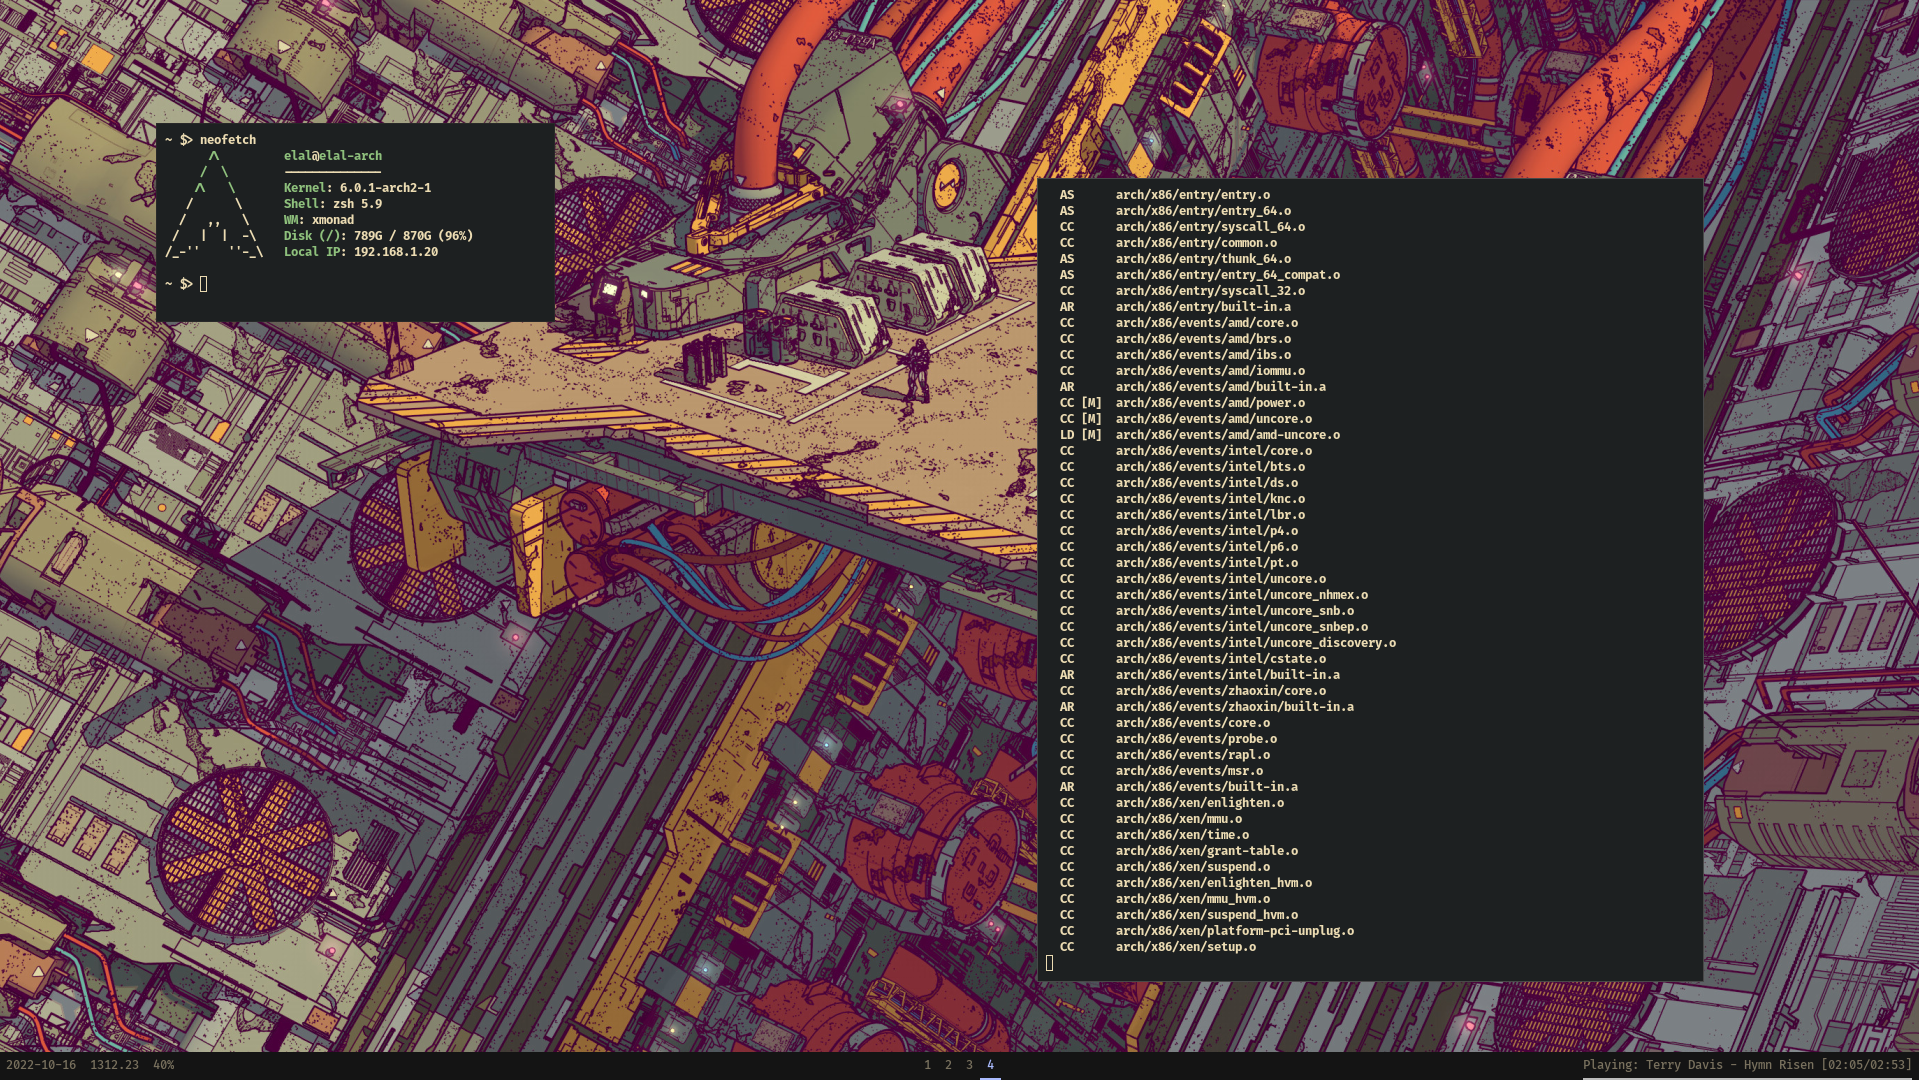 ~ $> neofetch
elal@elal-arch
--------------
Kernel: 6.0.1-arch2-1
Shell: zsh 5.9
WM: xmonad
Disk (/): 789G / 870G (96%)
Local IP: 192.168.1.20
~ $>
AS arch/x86/entry/entry.o
AS arch/x86/entry/entry_64.o
CC arch/x86/entry/syscall_64.o
CC arch/x86/entry/common.o
AS arch/x86/entry/thunk_64.o
AS arch/x86/entry/entry_64_compat.o
CC arch/x86/entry/syscall_32.o
AR arch/x86/entry/built-in.a
CC arch/x86/events/amd/core.o
CC arch/x86/events/amd/brs.o
CC arch/x86/events/amd/ibs.o
CC arch/x86/events/amd/iommu.o
AR arch/x86/events/amd/built-in.a
CC [M] arch/x86/events/amd/power.o
CC [M] arch/x86/events/amd/uncore.o
LD [M] arch/x86/events/amd/amd-uncore.o
CC arch/x86/events/intel/core.o
CC arch/x86/events/intel/bts.o
CC arch/x86/events/intel/ds.o
CC arch/x86/events/intel/knc.o
CC arch/x86/events/intel/lbr.o
CC arch/x86/events/intel/p4.o
CC arch/x86/events/intel/p6.o
CC arch/x86/events/intel/pt.o
CC arch/x86/events/intel/uncore.o
CC arch/x86/events/intel/uncore_nhmex.o
CC arch/x86/events/intel/uncore_snb.o
CC arch/x86/events/intel/uncore_snbep.o
CC arch/x86/events/intel/uncore_discovery.o
CC arch/x86/events/intel/cstate.o
AR arch/x86/events/intel/built-in.a
CC arch/x86/events/zhaoxin/core.o
AR arch/x86/events/zhaoxin/built-in.a
CC arch/x86/events/core.o
CC arch/x86/events/probe.o
CC arch/x86/events/rapl.o
CC arch/x86/events/msr.o
AR arch/x86/events/built-in.a
CC arch/x86/xen/enlighten.o
CC arch/x86/xen/mmu.o
CC arch/x86/xen/time.o
CC arch/x86/xen/grant-table.o
CC arch/x86/xen/suspend.o
CC arch/x86/xen/enlighten_hvm.o
CC arch/x86/xen/mmu_hvm.o
CC arch/x86/xen/suspend_hvm.o
CC arch/x86/xen/platform-pci-unplug.o
CC arch/x86/xen/setup.o
2022-10-16 1312.23 40%
1 2 3 4
Playing: Terry Davis - Hymn Risen [02:05/02:53]